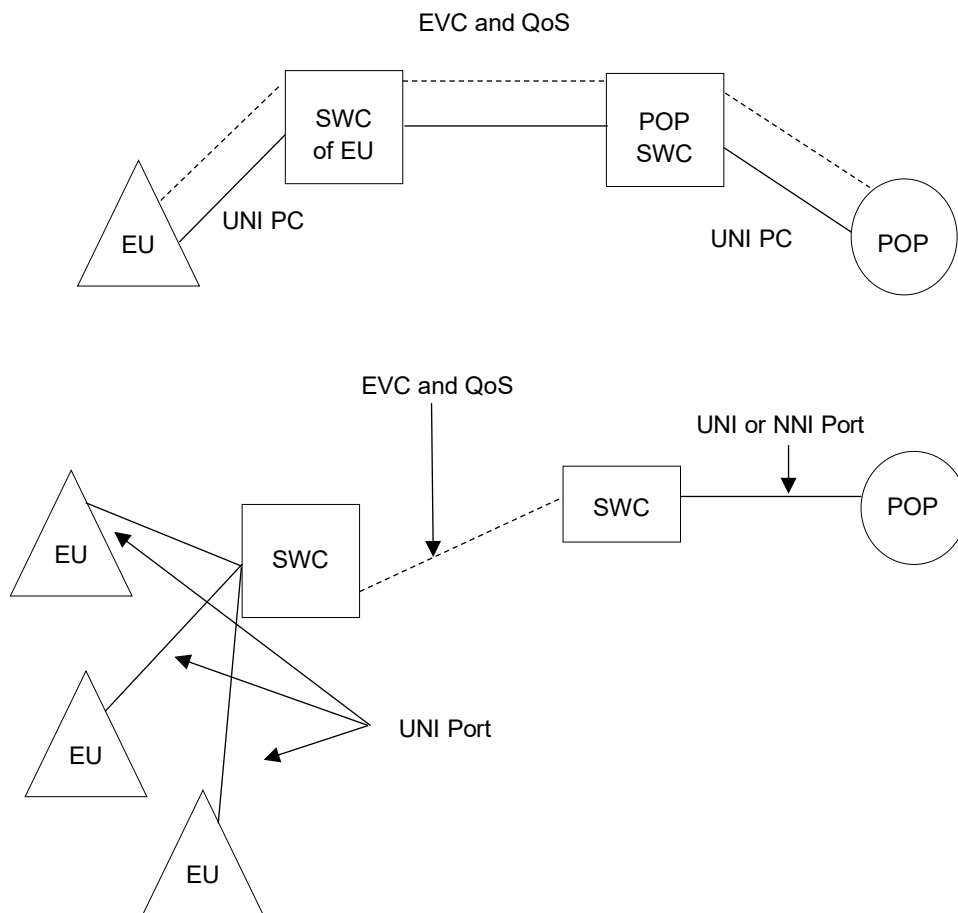 EVC and QoS
SWC
of EU
POP
SWC
UNI PC
EU
UNI PC
POP
EVC and QoS
UNI or NNI Port
EU
SWC
SWC
POP
EU
UNI Port
EU